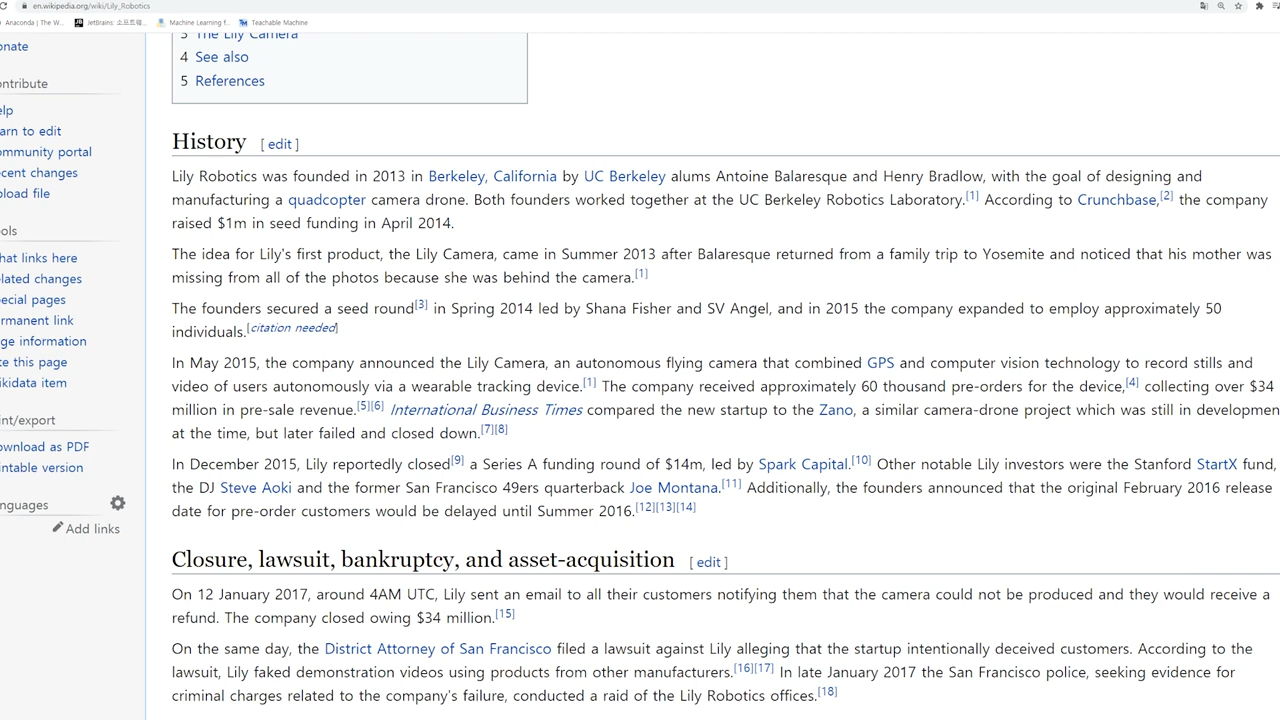 en.wikipedia.org/wiki/Lily_Robotics
Anaconda | The W...
JetBrains: 소프트웨...
Machine Learning f...
Teachable Machine
onate
ontribute
elp
arn to edit
ommunity portal
ecent changes
pload file
ols
hat links here
elated changes
pecial pages
rmanent link
ge information
te this page
ikidata item
int/export
ownload as PDF
intable version
nguages
Add links
3 The Lily Camera
4 See also
5 References
History [ edit ]
Lily Robotics was founded in 2013 in Berkeley, California by UC Berkeley alums Antoine Balaresque and Henry Bradlow, with the goal of designing and
manufacturing a quadcopter camera drone. Both founders worked together at the UC Berkeley Robotics Laboratory.[1] According to Crunchbase,[2] the company
raised $1m in seed funding in April 2014.
The idea for Lily's first product, the Lily Camera, came in Summer 2013 after Balaresque returned from a family trip to Yosemite and noticed that his mother was
missing from all of the photos because she was behind the camera.[1]
The founders secured a seed round[3] in Spring 2014 led by Shana Fisher and SV Angel, and in 2015 the company expanded to employ approximately 50
individuals.[citation needed]
In May 2015, the company announced the Lily Camera, an autonomous flying camera that combined GPS and computer vision technology to record stills and
video of users autonomously via a wearable tracking device.[1] The company received approximately 60 thousand pre-orders for the device,[4] collecting over $34
million in pre-sale revenue.[5][6] International Business Times compared the new startup to the Zano, a similar camera-drone project which was still in developmen
at the time, but later failed and closed down.[7][8]
In December 2015, Lily reportedly closed[9] a Series A funding round of $14m, led by Spark Capital.[10] Other notable Lily investors were the Stanford StartX fund,
the DJ Steve Aoki and the former San Francisco 49ers quarterback Joe Montana.[11] Additionally, the founders announced that the original February 2016 release
date for pre-order customers would be delayed until Summer 2016.[12][13][14]
Closure, lawsuit, bankruptcy, and asset-acquisition [ edit ]
On 12 January 2017, around 4AM UTC, Lily sent an email to all their customers notifying them that the camera could not be produced and they would receive a
refund. The company closed owing $34 million.[15]
On the same day, the District Attorney of San Francisco filed a lawsuit against Lily alleging that the startup intentionally deceived customers. According to the
lawsuit, Lily faked demonstration videos using products from other manufacturers.[16][17] In late January 2017 the San Francisco police, seeking evidence for
criminal charges related to the company's failure, conducted a raid of the Lily Robotics offices.[18]